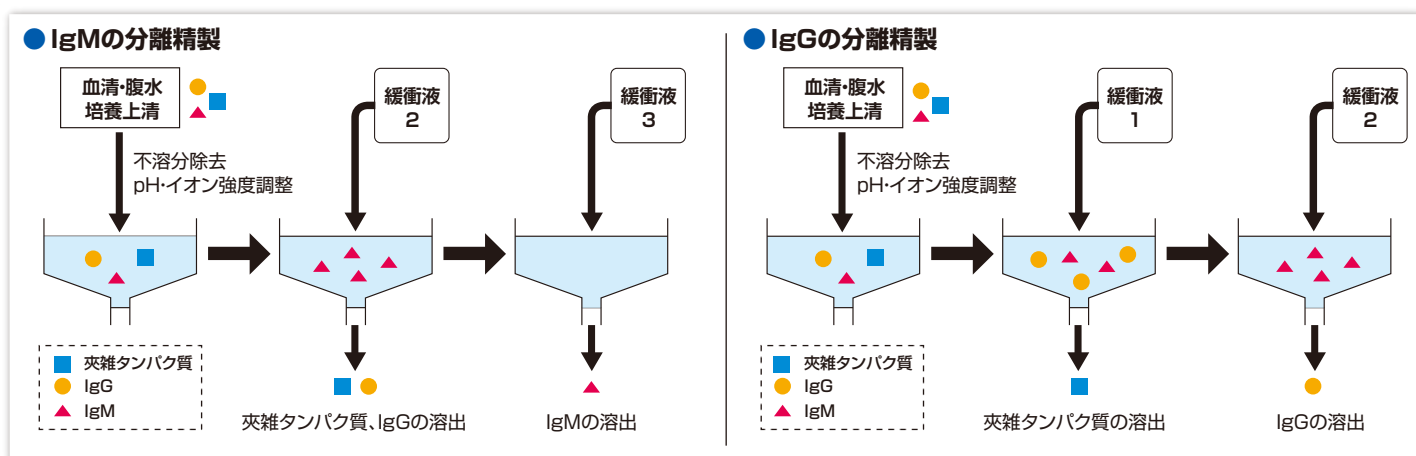 ● IgMの分離精製
血清・腹水
培養上清
緩衝液
2
緩衝液
3
不溶分除去
pH・イオン強度調整
夾雑タンパク質
IgG
IgM
夾雑タンパク質、IgGの溶出
IgMの溶出
● IgGの分離精製
血清・腹水
培養上清
緩衝液
1
緩衝液
2
不溶分除去
pH・イオン強度調整
夾雑タンパク質
IgG
IgM
夾雑タンパク質の溶出
IgGの溶出